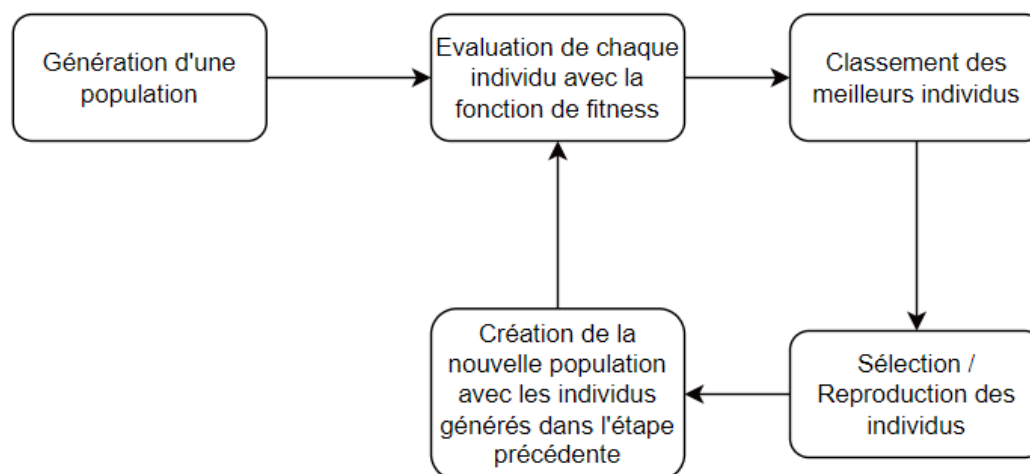 Génération d'une
population
Evaluation de chaque
individu avec la
fonction de fitness
Classement des
meilleurs individus
Sélection /
Reproduction des
individus
Création de la
nouvelle population
avec les individus
générés dans l'étape
précédente